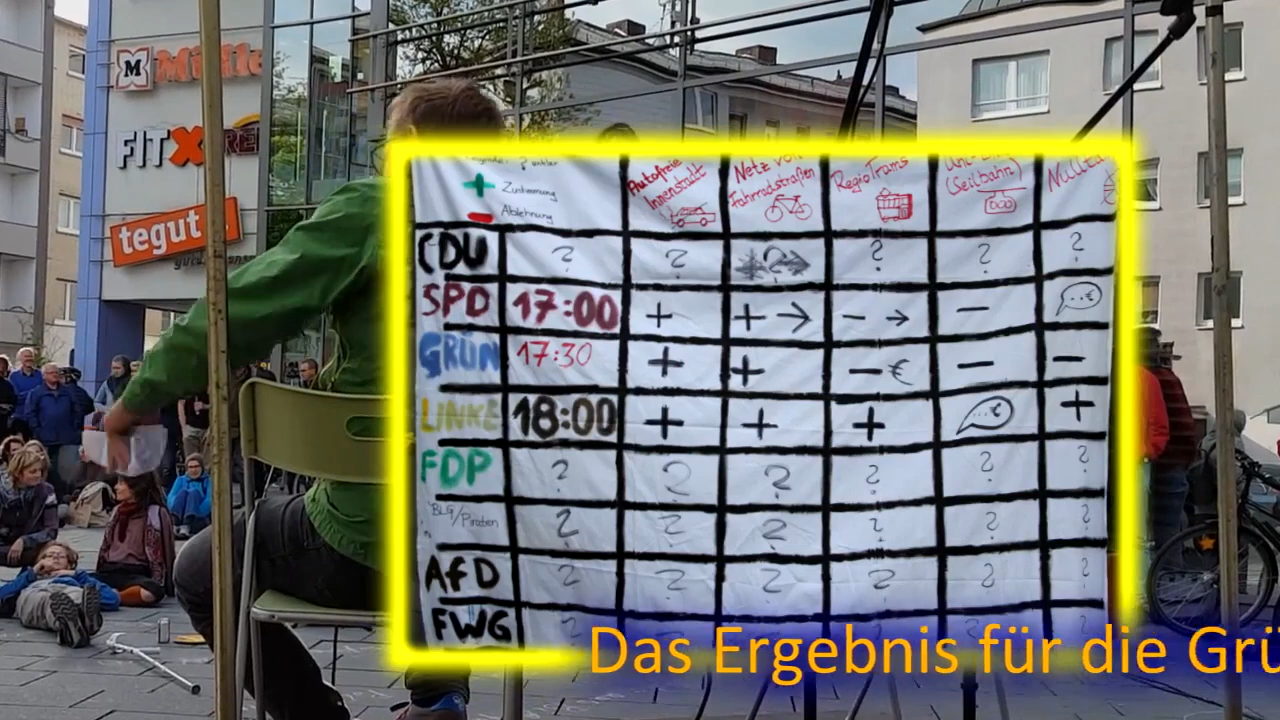 M Müller
FITX
tegut...
+ Zustimmung
- Ablehnung
Autofreie Innenstadt
Netz von Fahrradstraßen
RegioTrams
(Seilbahn)
CDU ? ? ? ? ? ?
SPD 17:00 + + → - → - €
GRÜN 17:30 + + - € - -
LINKE 18:00 + + + € +
FDP ? ? ? ? ? ?
BLG/Piraten ? ? ? ? ? ?
AfD ? ? ? ? ? ?
FWG
Das Ergebnis für die Grü